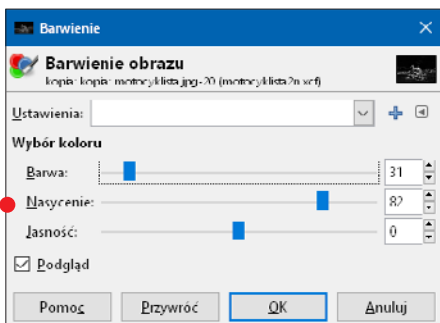 Barwienie
Barwienie obrazu
kopia: kopia: motocyklista.jpg-20 (motocyklista2n.xcf)
Ustawienia:
Wybór koloru
Barwa: 31
Nasycenie: 82
Jasność: 0
Podgląd
Pomoc Przywróć OK Anuluj